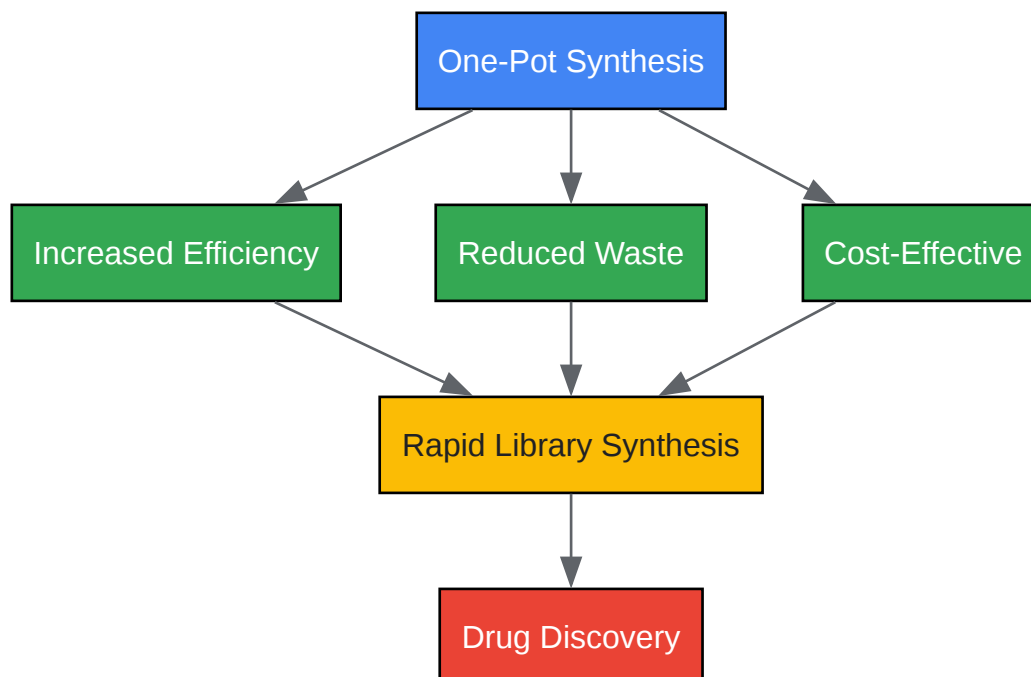 One-Pot Synthesis
Increased Efficiency
Reduced Waste
Cost-Effective
Rapid Library Synthesis
Drug Discovery